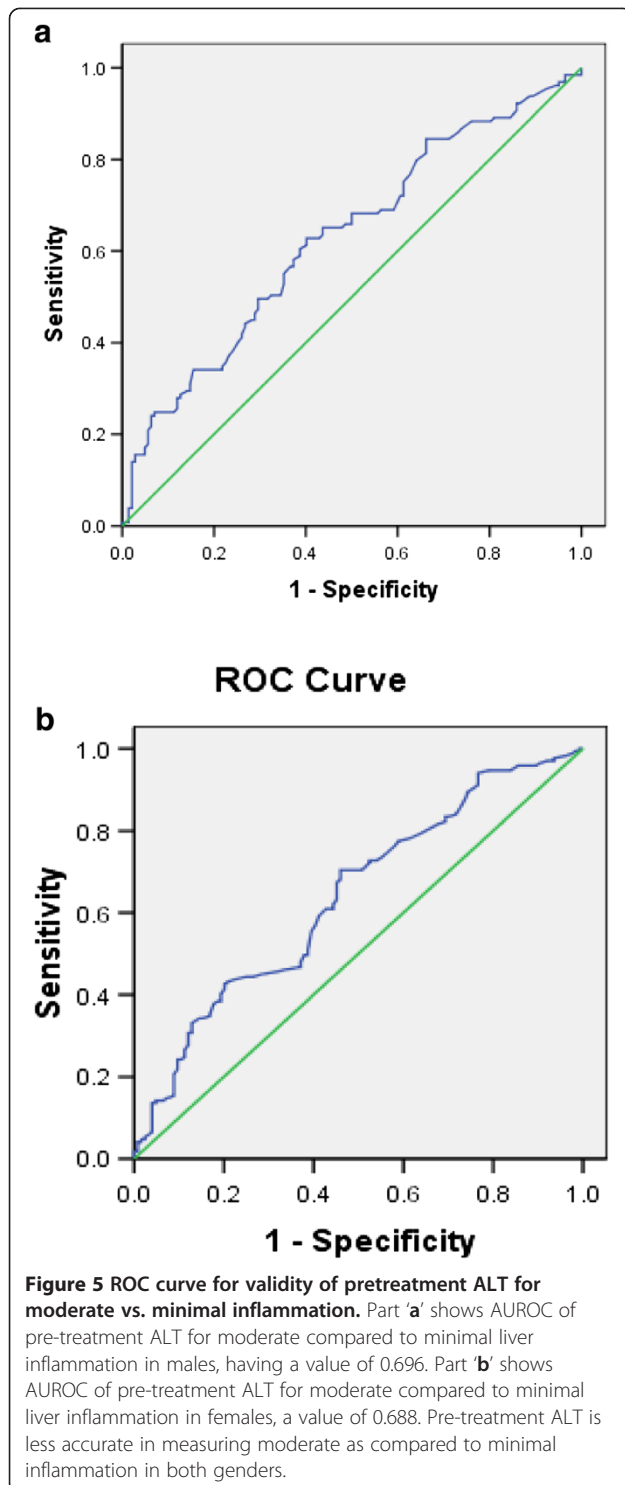 a
1.0
0.8
0.6
0.4
0.2
0.0
Sensitivity
0.0 0.2 0.4 0.6 0.8 1.0
1 - Specificity
ROC Curve
b
1.0
0.8
0.6
0.4
0.2
0.0
Sensitivity
0.0 0.2 0.4 0.6 0.8 1.0
1 - Specificity
Figure 5 ROC curve for validity of pretreatment ALT for
moderate vs. minimal inflammation. Part ‘a’ shows AUROC of
pre-treatment ALT for moderate compared to minimal liver
inflammation in males, having a value of 0.696. Part ‘b’ shows
AUROC of pre-treatment ALT for moderate compared to minimal
liver inflammation in females, a value of 0.688. Pre-treatment ALT is
less accurate in measuring moderate as compared to minimal
inflammation in both genders.